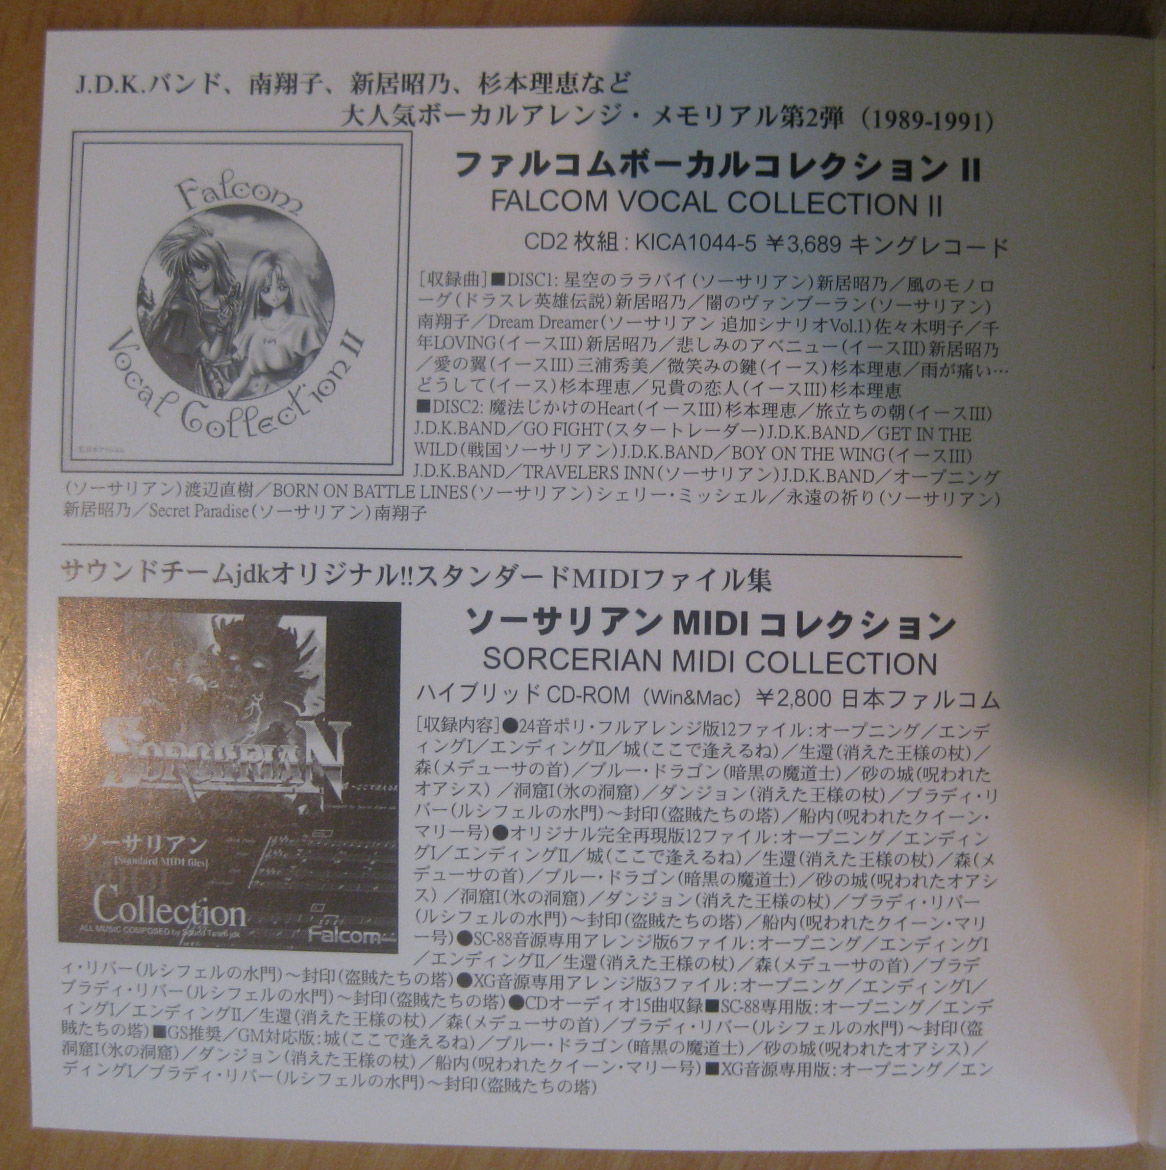 J.D.K.バンド、南翔子、新居昭乃、杉本理恵など
大人気ボーカルアレンジ・メモリアル第2弾（1989-1991）
Falcom
Vocal Collection II
ファルコムボーカルコレクション II
FALCOM VOCAL COLLECTION II
CD2 枚組 : KICA1044-5 ￥3,689 キングレコード
［収録曲］■DISC1: 星空のララバイ(ソーサリアン)新居昭乃／風のモノロ
ーグ(ドラスレ英雄伝説)新居昭乃／闇のヴァンブーラン(ソーサリアン)
南翔子／Dream Dreamer(ソーサリアン 追加シナリオVol.1)佐々木明子／千
年LOVING(イースIII)新居昭乃／悲しみのアベニュー(イースIII)新居昭乃
／愛の翼(イースIII)三浦秀美／微笑みの鍵(イース)杉本理恵／雨が痛い…
どうして(イース)杉本理恵／兄貴の恋人(イースIII)杉本理恵
■DISC2: 魔法じかけのHeart(イースIII)杉本理恵／旅立ちの朝(イースIII)
J.D.K.BAND／GO FIGHT(スタートレーダー)J.D.K.BAND／GET IN THE
WILD(戦国ソーサリアン)J.D.K.BAND／BOY ON THE WING(イースIII)
J.D.K.BAND／TRAVELERS INN(ソーサリアン)J.D.K.BAND／オープニング
(ソーサリアン)渡辺直樹／BORN ON BATTLE LINES(ソーサリアン)シェリー・ミッシェル／永遠の祈り(ソーサリアン)
新居昭乃／Secret Paradise(ソーサリアン)南翔子
サウンドチームjdkオリジナル!!スタンダードMIDIファイル集
SORCERIAN
ソーサリアン
[Standard MIDI files]
MIDI
Collection
ALL MUSIC COMPOSED by Sound Team jdk
Falcom
ソーサリアン MIDI コレクション
SORCERIAN MIDI COLLECTION
ハイブリッド CD-ROM（Win&Mac）￥2,800 日本ファルコム
［収録内容］●24音ポリ・フルアレンジ版12ファイル: オープニング／エンデ
ィングI／エンディングII／城(ここで逢えるね)／生還(消えた王様の杖)／
森(メデューサの首)／ブルー・ドラゴン(暗黒の魔道士)／砂の城(呪われた
オアシス) ／洞窟I(氷の洞窟)／ダンジョン(消えた王様の杖)／ブラディ・リ
バー(ルシフェルの水門)～封印(盗賊たちの塔)／船内(呪われたクイーン・
マリー号)●オリジナル完全再現版12ファイル: オープニング／エンディン
グI／エンディングII／城(ここで逢えるね)／生還(消えた王様の杖)／森(メ
デューサの首)／ブルー・ドラゴン(暗黒の魔道士)／砂の城(呪われたオアシ
ス) ／洞窟I(氷の洞窟)／ダンジョン(消えた王様の杖)／ブラディ・リバー
(ルシフェルの水門)～封印(盗賊たちの塔)／船内(呪われたクイーン・マリ
ー号)●SC-88音源専用アレンジ版6ファイル: オープニング／エンディングI
／エンディングII／生還(消えた王様の杖)／森(メデューサの首)／ブラデ
ィ・リバー(ルシフェルの水門)～封印(盗賊たちの塔)●XG音源専用アレンジ版3ファイル: オープニング／エンディングI／
ブラディ・リバー(ルシフェルの水門)～封印(盗賊たちの塔)●CDオーディオ15曲収録■SC-88専用版: オープニング／エンデ
ィングI／エンディングII／生還(消えた王様の杖)／森(メデューサの首)／ブラディ・リバー(ルシフェルの水門)～封印(盗
賊たちの塔)■GS推奨／GM対応版: 城(ここで逢えるね)／ブルー・ドラゴン(暗黒の魔道士)／砂の城(呪われたオアシス)／
洞窟I(氷の洞窟)／ダンジョン(消えた王様の杖)／船内(呪われたクイーン・マリー号)■XG音源専用版: オープニング／エン
ディングI／ブラディ・リバー(ルシフェルの水門)～封印(盗賊たちの塔)